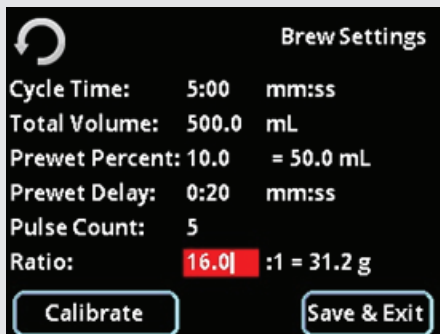 Brew Settings
Cycle Time: 5:00 mm:ss
Total Volume: 500.0 mL
Prewet Percent: 10.0 = 50.0 mL
Prewet Delay: 0:20 mm:ss
Pulse Count: 5
Ratio: 16.0 :1 = 31.2 g
Calibrate Save & Exit